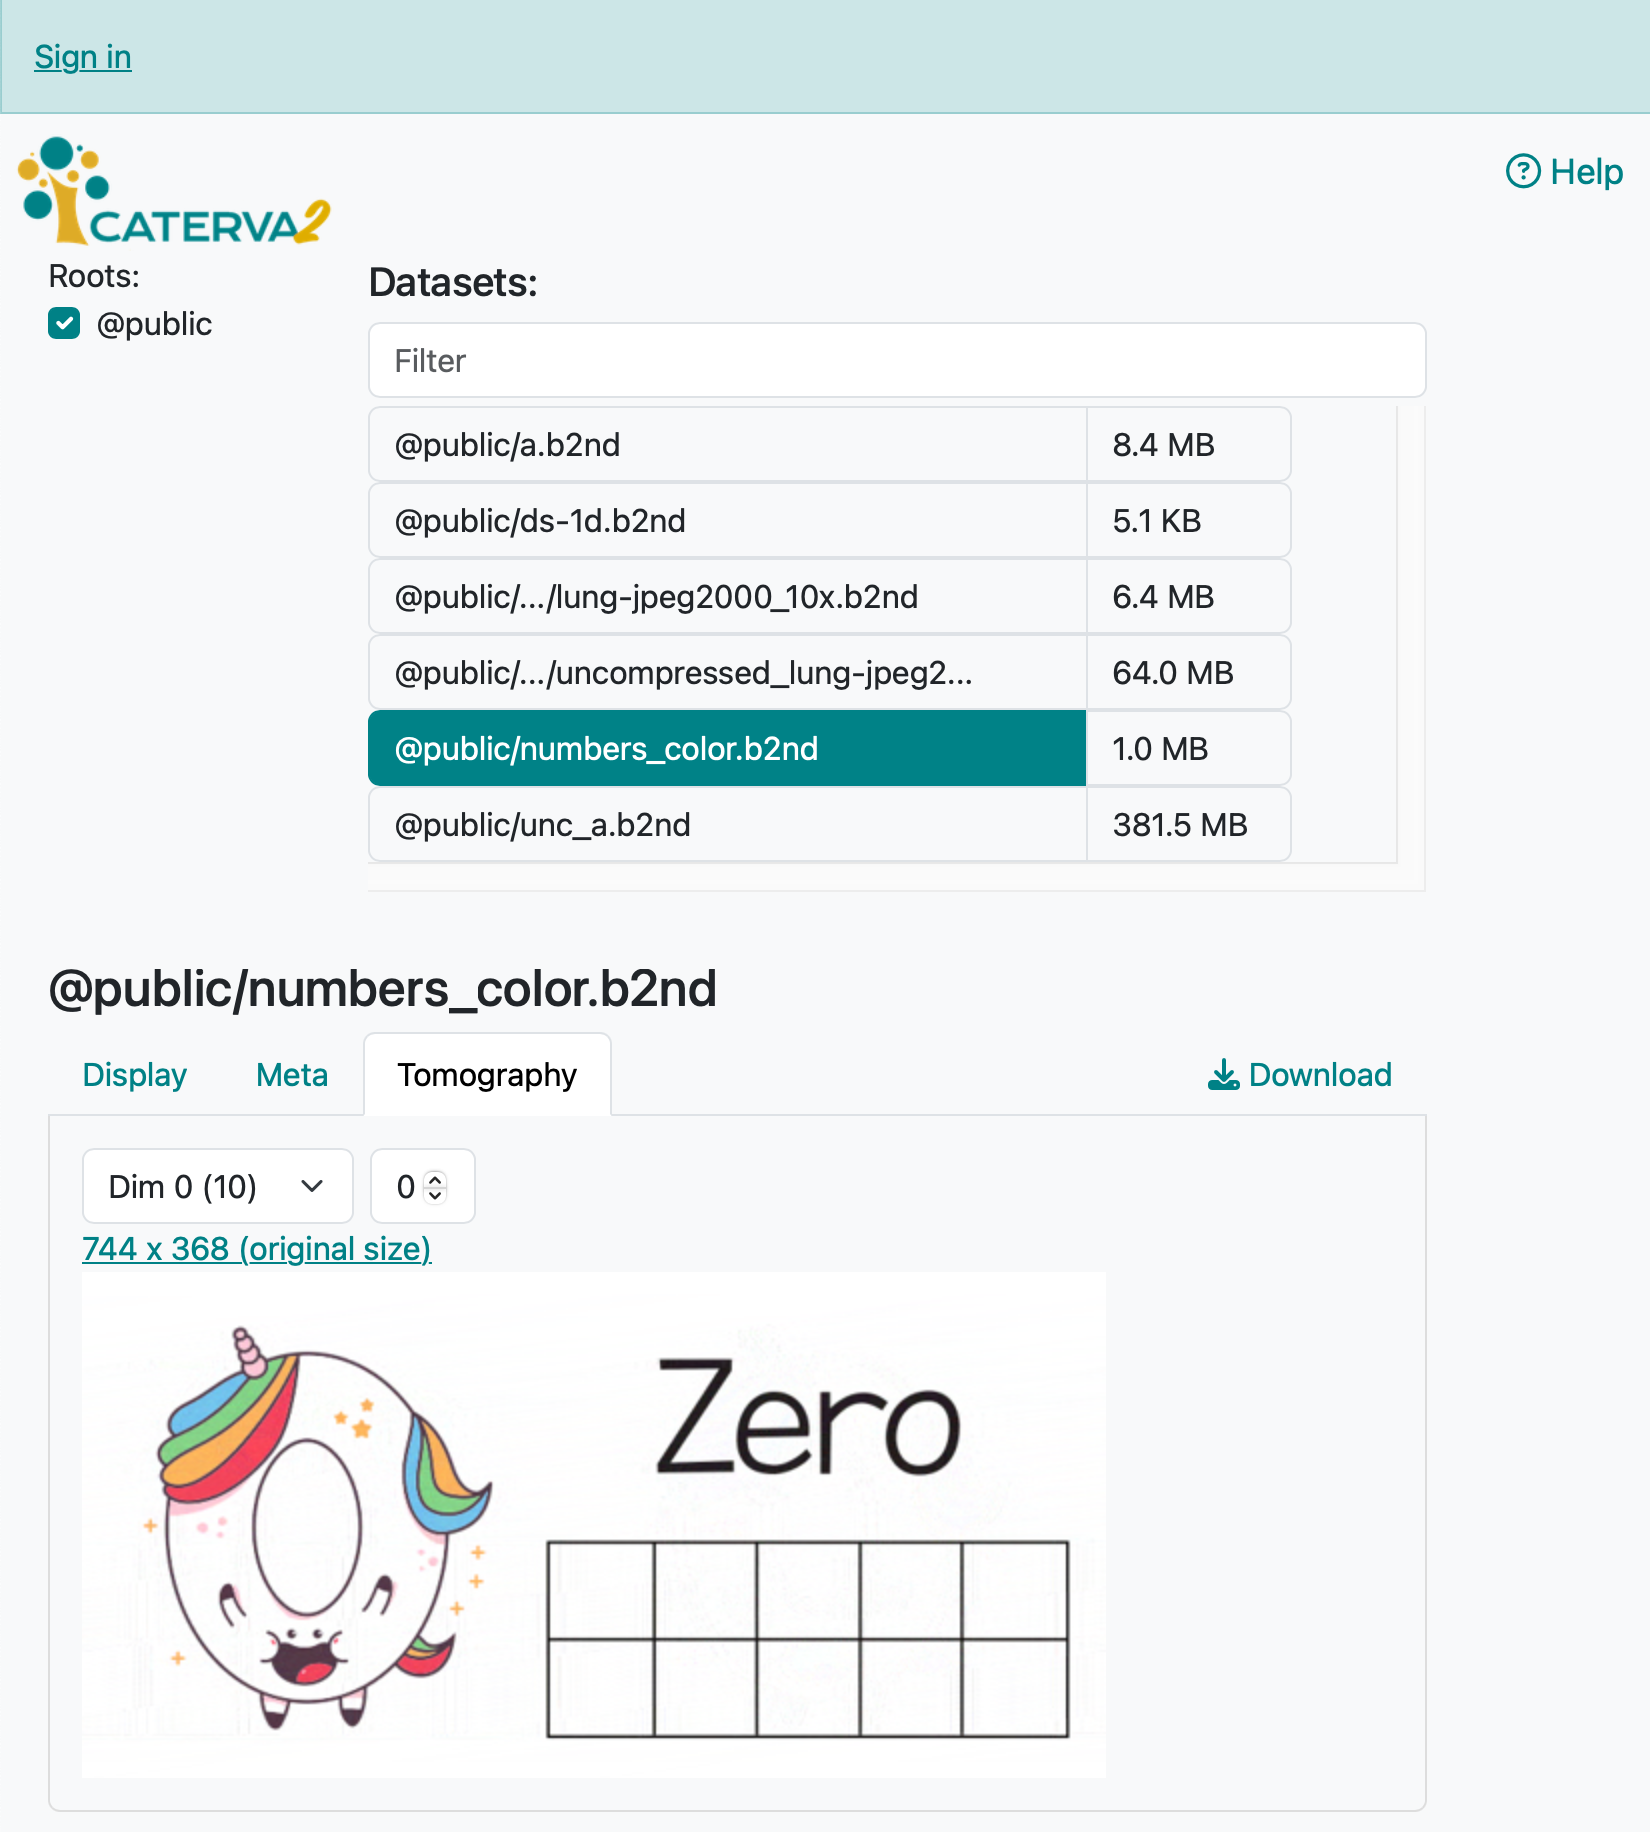 Sign in
CATERVA2
Help
Roots:
@public
Datasets:
Filter
@public/a.b2nd 8.4 MB
@public/ds-1d.b2nd 5.1 KB
@public/.../lung-jpeg2000_10x.b2nd 6.4 MB
@public/.../uncompressed_lung-jpeg2... 64.0 MB
@public/numbers_color.b2nd 1.0 MB
@public/unc_a.b2nd 381.5 MB
@public/numbers_color.b2nd
Display Meta Tomography Download
Dim 0 (10) 0
744 x 368 (original size)
Zero